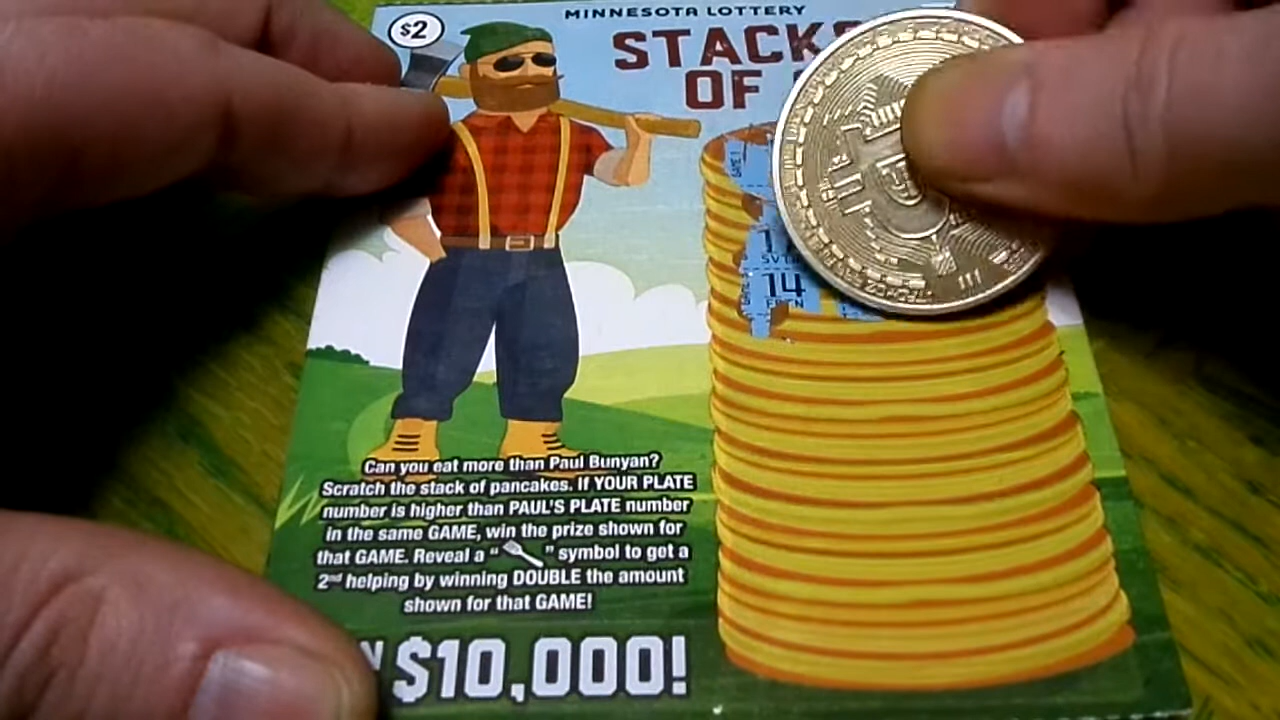 $2
MINNESOTA LOTTERY
STACKS
OF
GAME 1
14
Can you eat more than Paul Bunyan?
Scratch the stack of pancakes. If YOUR PLATE
number is higher than PAUL'S PLATE number
in the same GAME, win the prize shown for
that GAME. Reveal a " " symbol to get a
2nd helping by winning DOUBLE the amount
shown for that GAME!
$10,000!